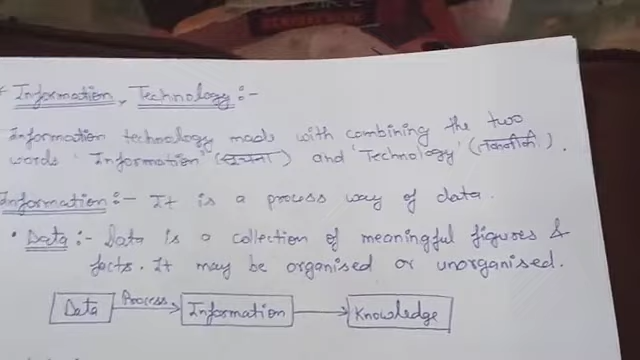 Information, Technology :-
Information technology made with combining the two
words 'Information' (सूचना) and 'Technology' (तकनीकी).
Information :- It is a process way of data.
• Data :- Data is a collection of meaningful figures &
facts. It may be organised or unorganised.
Data Process Information Knowledge